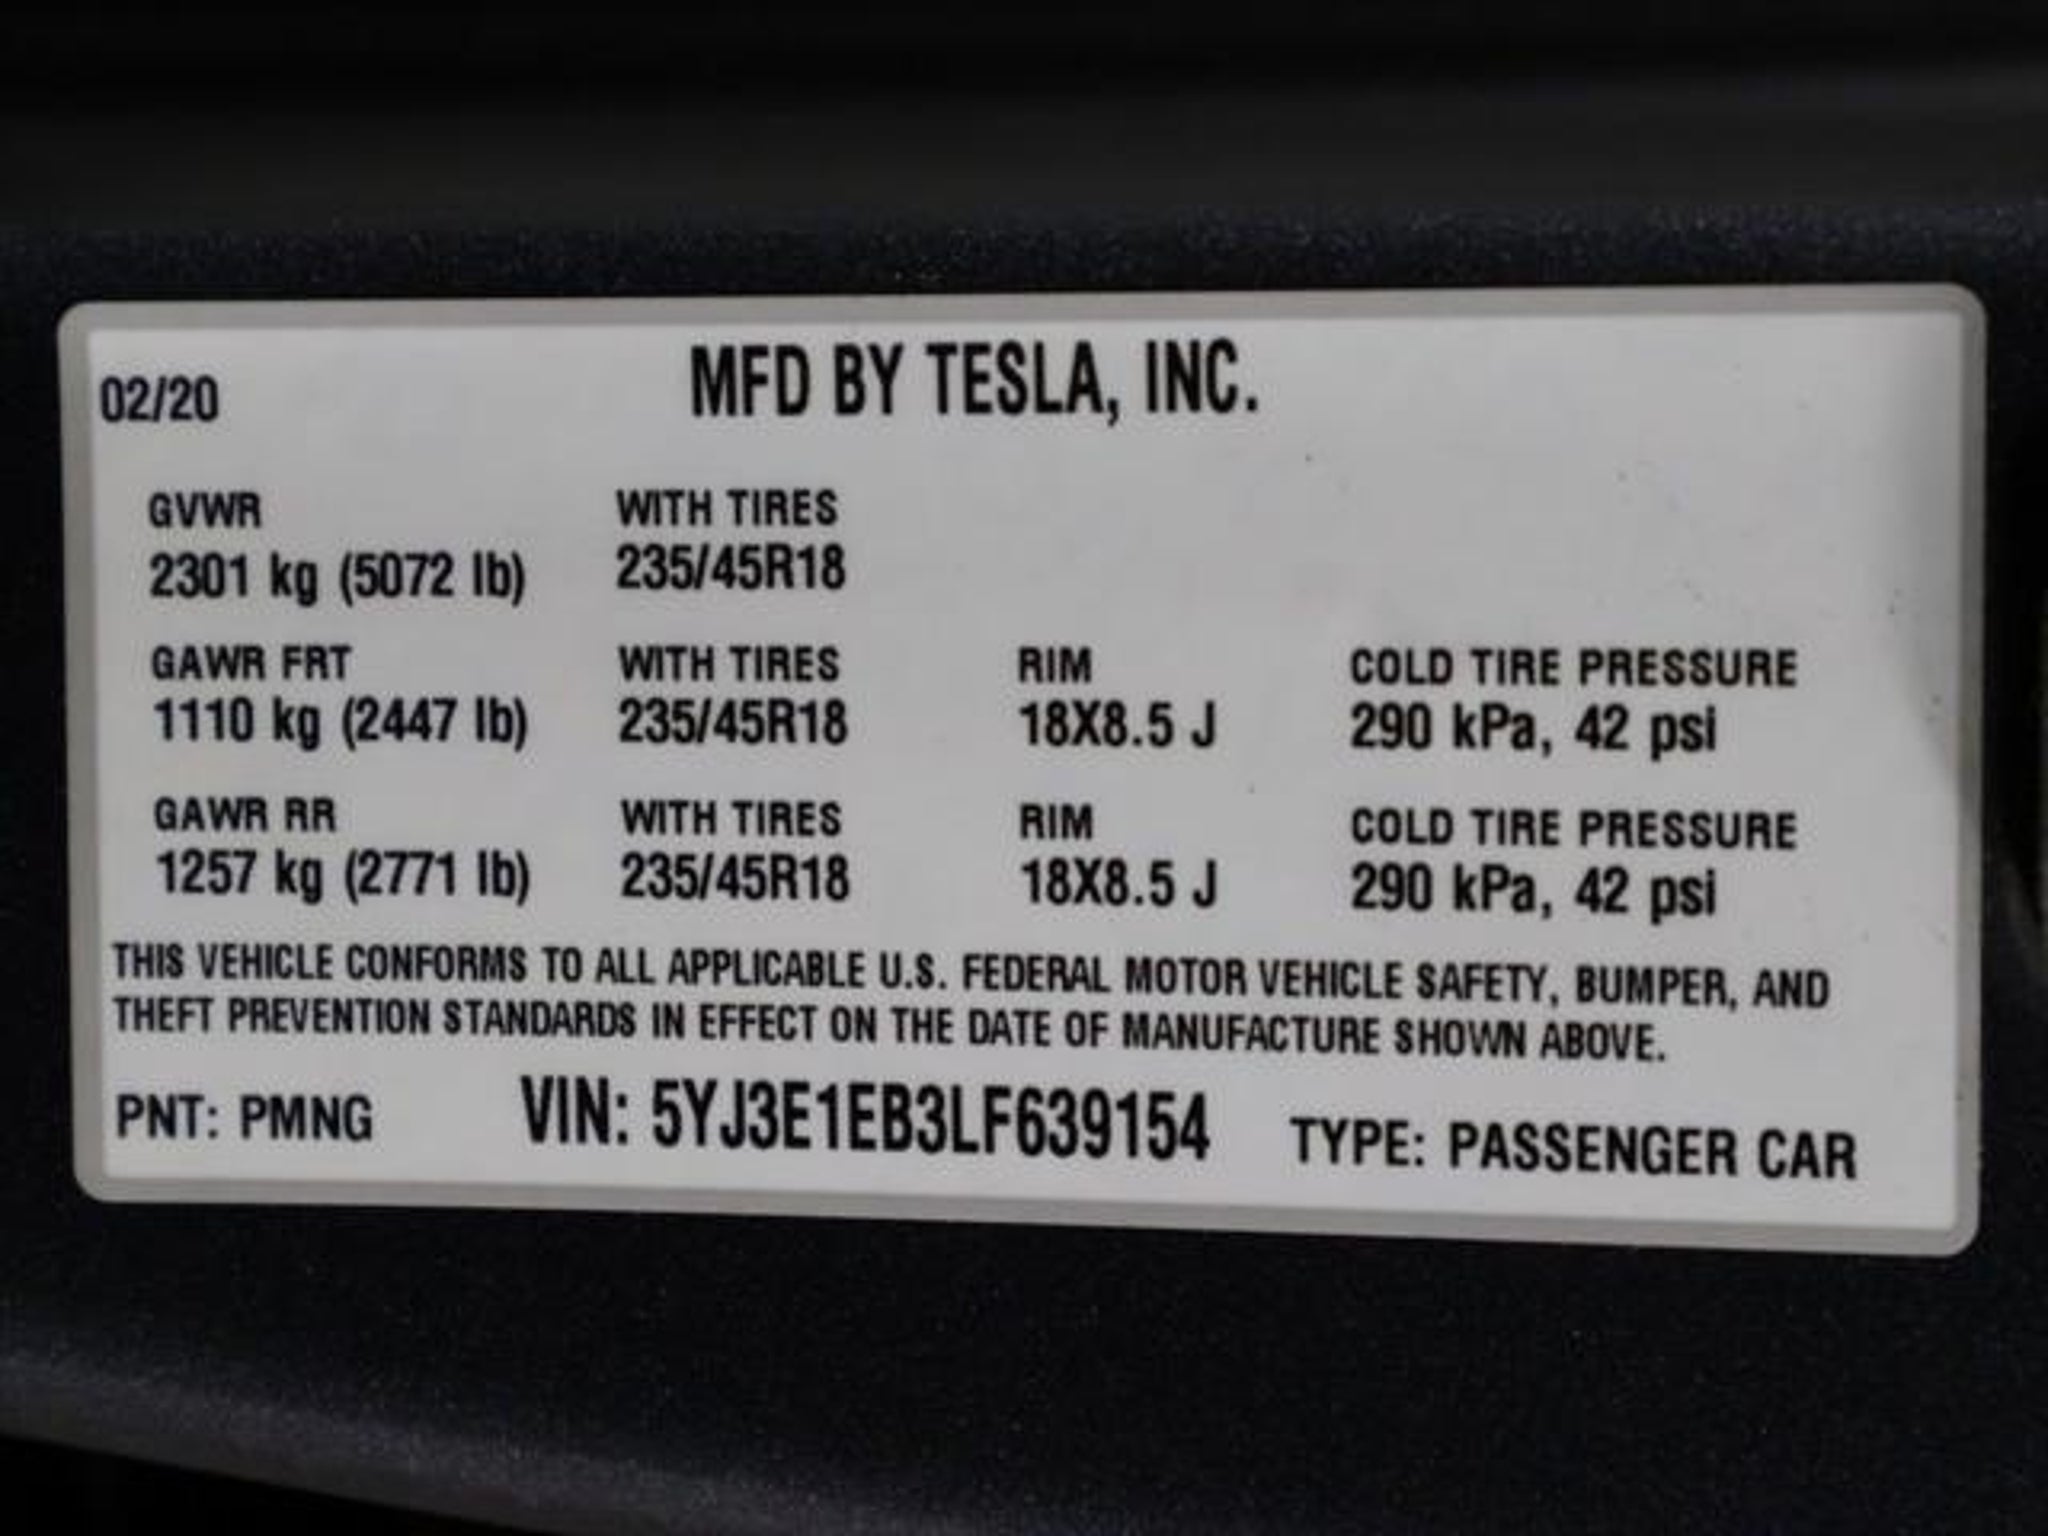 02/20 MFD BY TESLA, INC.
GVWR WITH TIRES
2301 kg (5072 lb) 235/45R18
GAWR FRT WITH TIRES RIM COLD TIRE PRESSURE
1110 kg (2447 lb) 235/45R18 18X8.5 J 290 kPa, 42 psi
GAWR RR WITH TIRES RIM COLD TIRE PRESSURE
1257 kg (2771 lb) 235/45R18 18X8.5 J 290 kPa, 42 psi
THIS VEHICLE CONFORMS TO ALL APPLICABLE U.S. FEDERAL MOTOR VEHICLE SAFETY, BUMPER, AND
THEFT PREVENTION STANDARDS IN EFFECT ON THE DATE OF MANUFACTURE SHOWN ABOVE.
PNT: PMNG VIN: 5YJ3E1EB3LF639154 TYPE: PASSENGER CAR